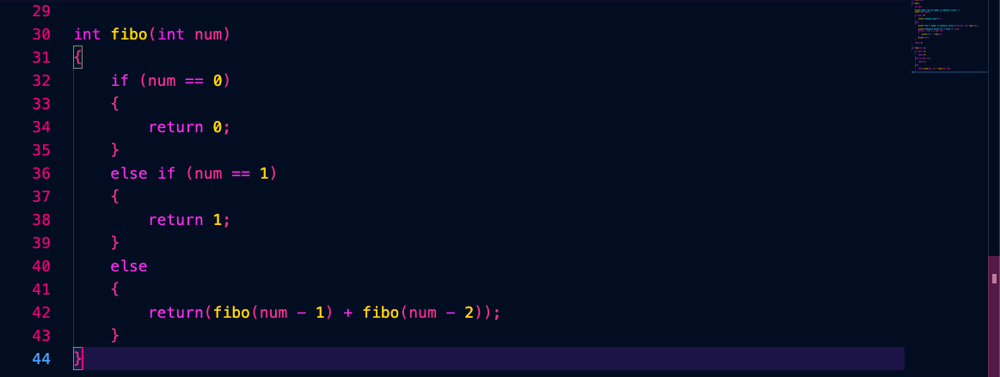 29
30 int fibo(int num)
31 {
32     if (num == 0)
33     {
34         return 0;
35     }
36     else if (num == 1)
37     {
38         return 1;
39     }
40     else
41     {
42         return(fibo(num - 1) + fibo(num - 2));
43     }
44 }